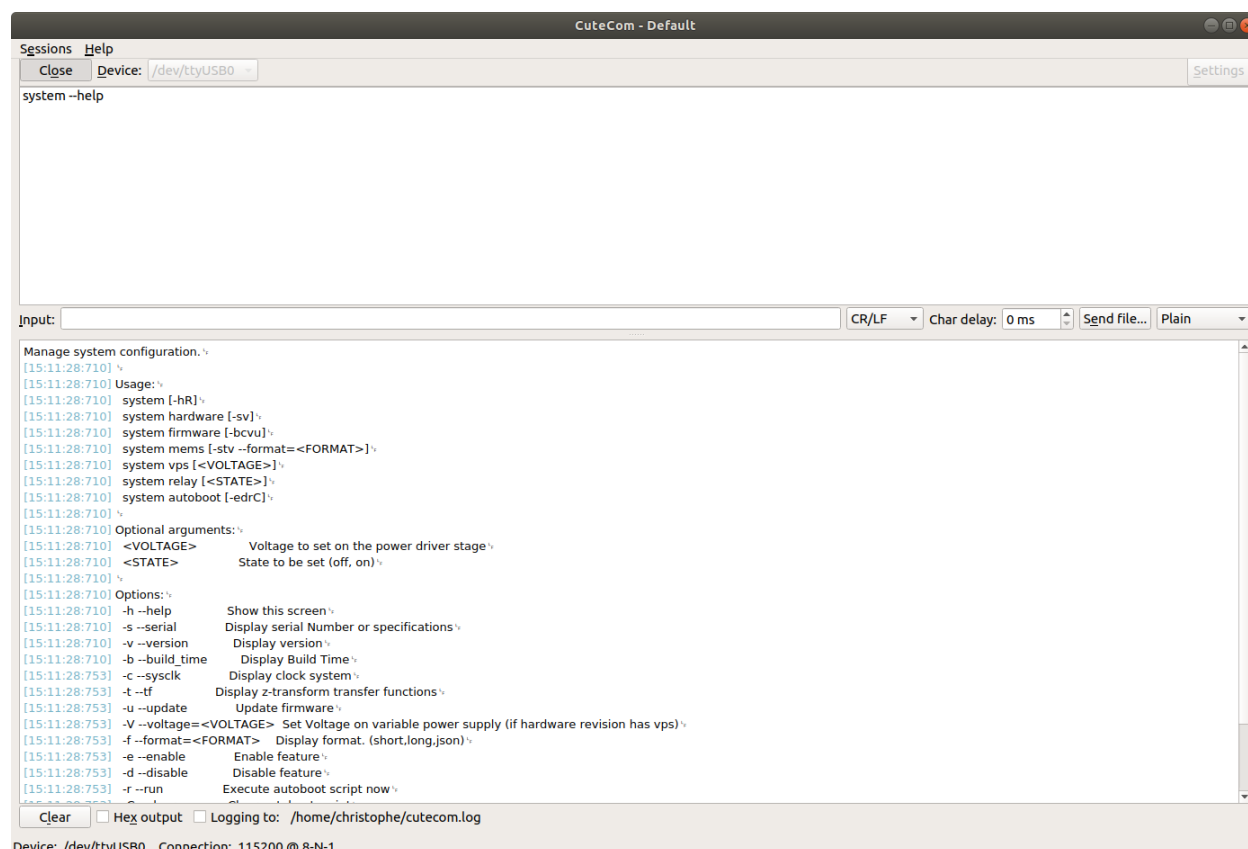 CuteCom - Default
Sessions Help
Close Device: /dev/ttyUSB0 Settings
system --help
Input: CR/LF Char delay: 0 ms Send file... Plain
Manage system configuration.
[15:11:28:710]
[15:11:28:710] Usage:
[15:11:28:710] system [-hR]
[15:11:28:710] system hardware [-sv]
[15:11:28:710] system firmware [-bcvu]
[15:11:28:710] system mems [-stv --format=<FORMAT>]
[15:11:28:710] system vps [<VOLTAGE>]
[15:11:28:710] system relay [<STATE>]
[15:11:28:710] system autoboot [-edrC]
[15:11:28:710]
[15:11:28:710] Optional arguments:
[15:11:28:710] <VOLTAGE> Voltage to set on the power driver stage
[15:11:28:710] <STATE> State to be set (off, on)
[15:11:28:710]
[15:11:28:710] Options:
[15:11:28:710] -h --help Show this screen
[15:11:28:710] -s --serial Display serial Number or specifications
[15:11:28:710] -v --version Display version
[15:11:28:710] -b --build_time Display Build Time
[15:11:28:753] -c --sysclk Display clock system
[15:11:28:753] -t --tf Display z-transform transfer functions
[15:11:28:753] -u --update Update firmware
[15:11:28:753] -V --voltage=<VOLTAGE> Set Voltage on variable power supply (if hardware revision has vps)
[15:11:28:753] -f --format=<FORMAT> Display format. (short,long,json)
[15:11:28:753] -e --enable Enable feature
[15:11:28:753] -d --disable Disable feature
[15:11:28:753] -r --run Execute autoboot script now
Clear Hex output Logging to: /home/christophe/cutecom.log
Device: /dev/ttyUSB0 Connection: 115200 @ 8-N-1